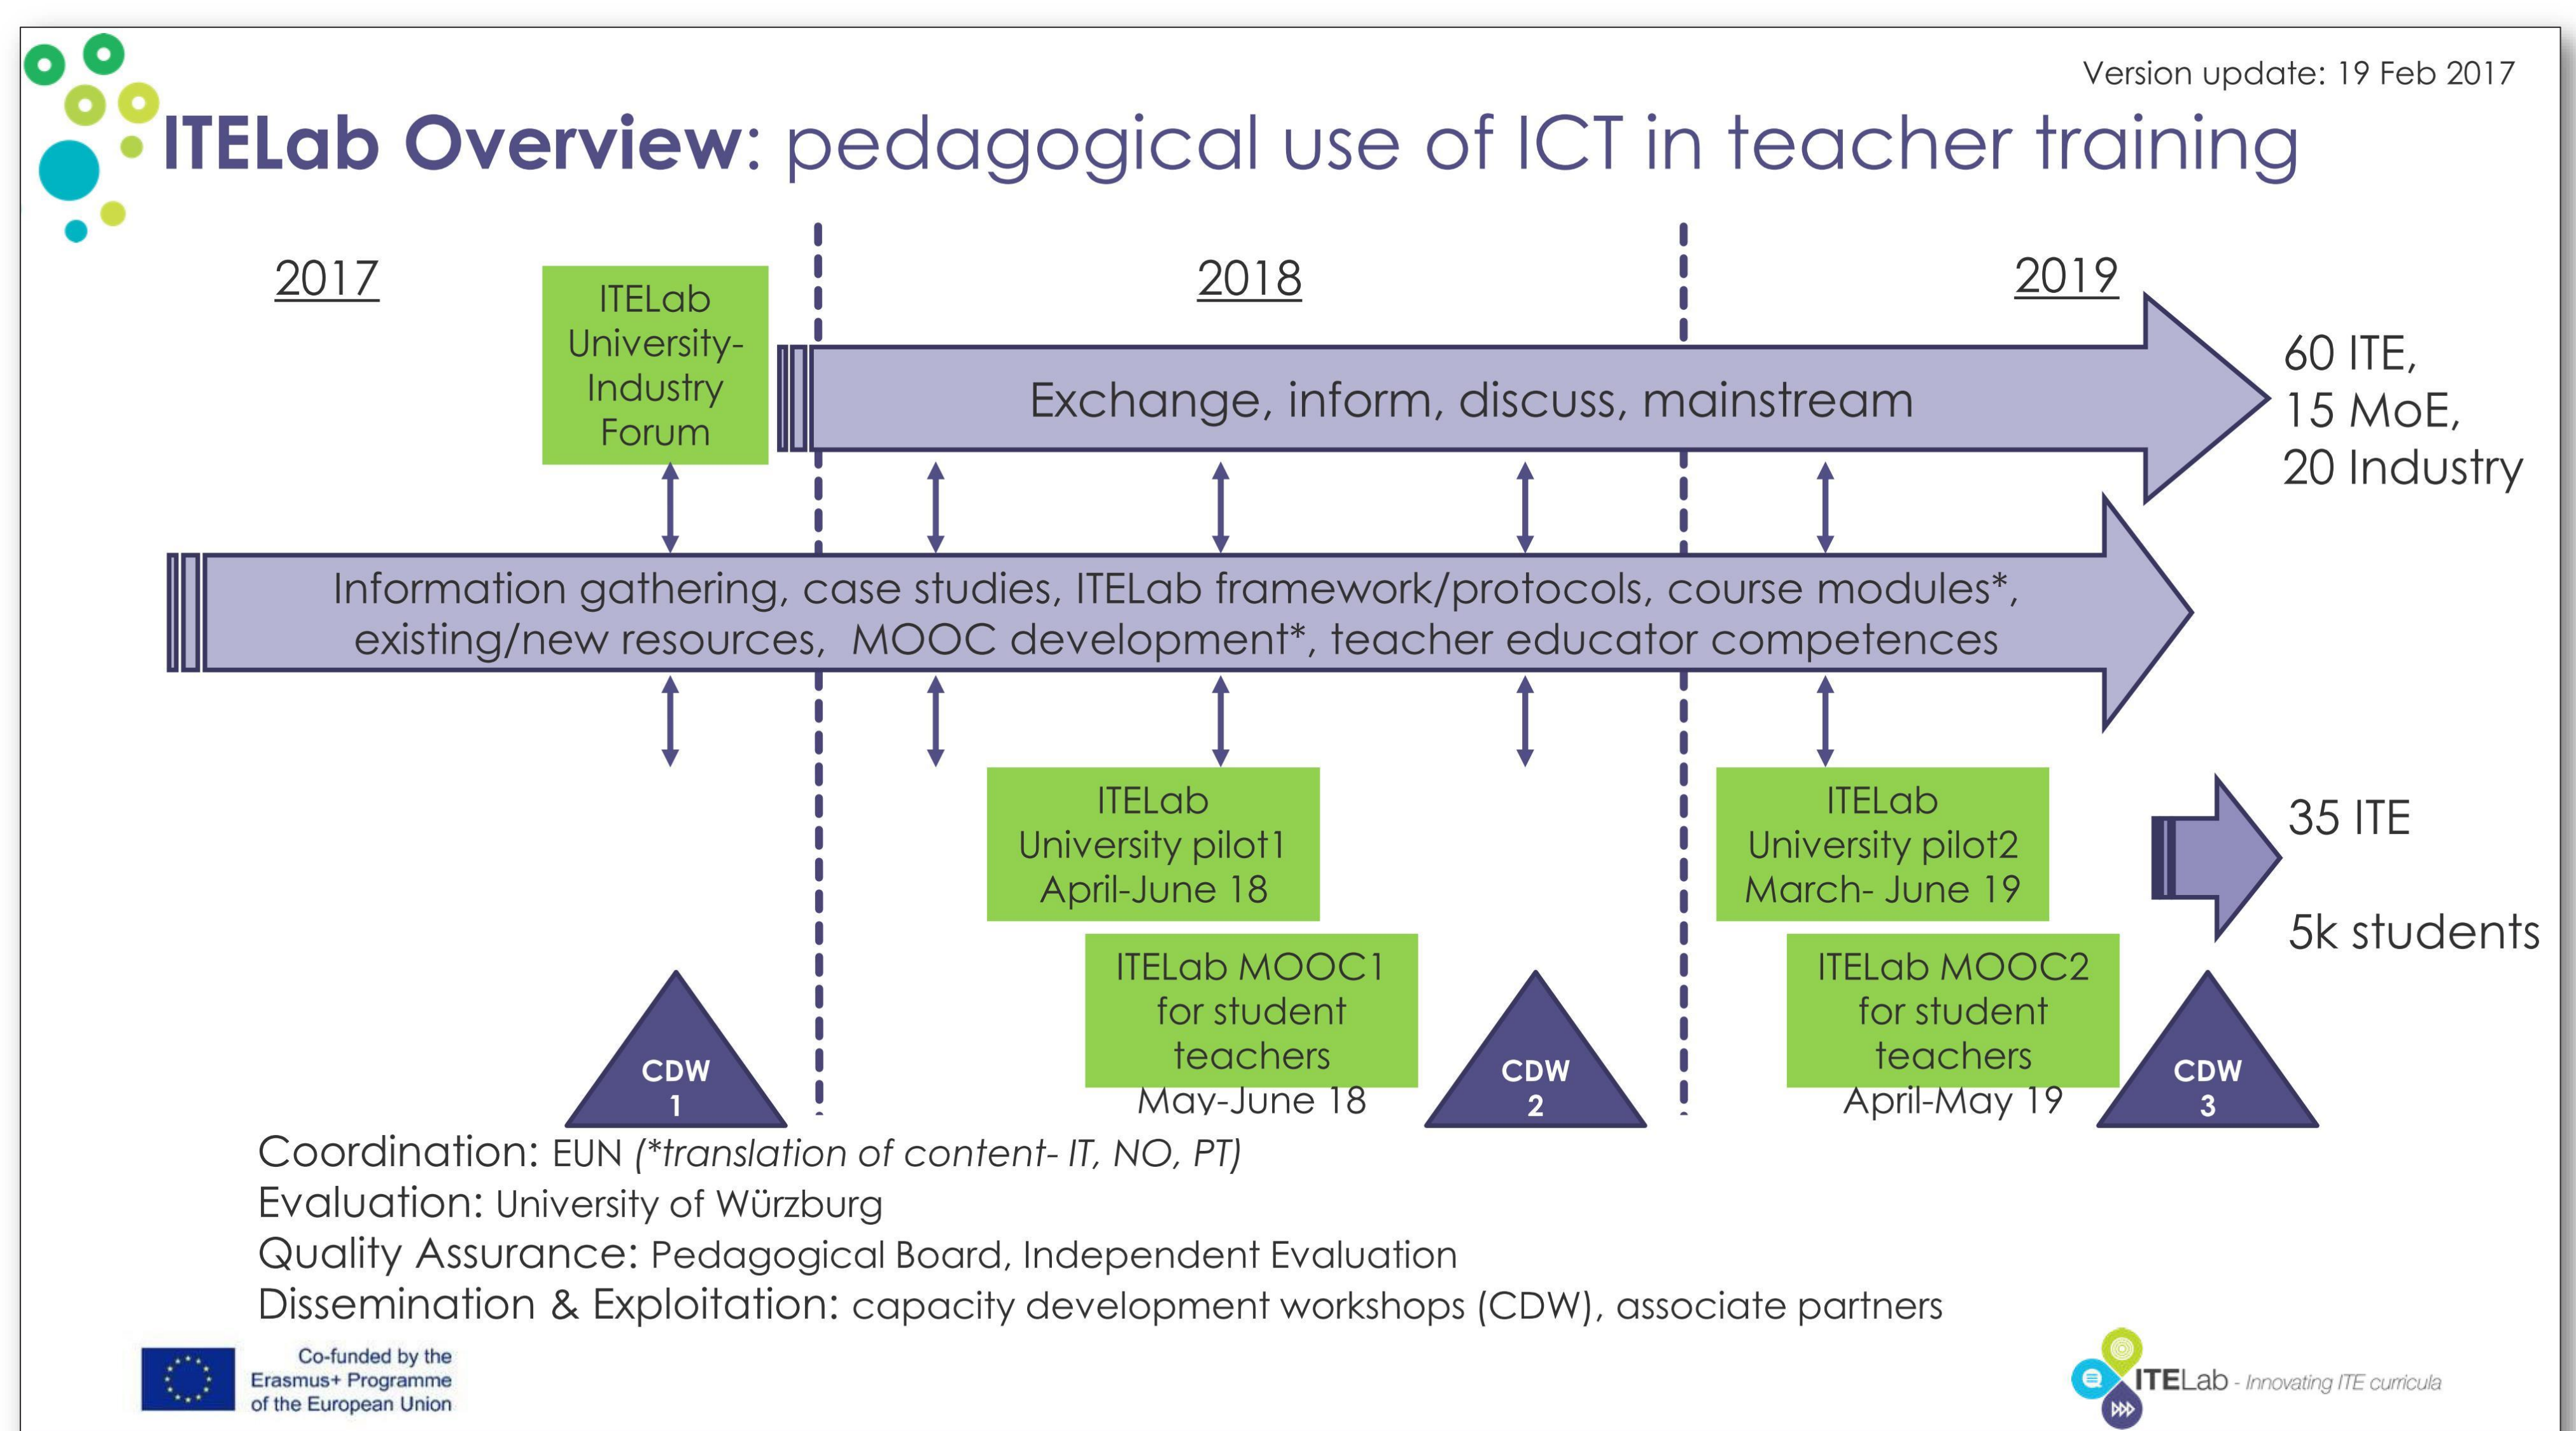 Version update: 19 Feb 2017
ITELab Overview: pedagogical use of ICT in teacher training
2017
2018
2019
ITELab
University-
Industry
Forum
Exchange, inform, discuss, mainstream
60 ITE,
15 MoE,
20 Industry
Information gathering, case studies, ITELab framework/protocols, course modules*,
existing/new resources, MOOC development*, teacher educator competences
ITELab
University pilot1
April-June 18
ITELab
University pilot2
March- June 19
35 ITE
5k students
ITELab MOOC1
for student
teachers
May-June 18
ITELab MOOC2
for student
teachers
April-May 19
CDW
1
CDW
2
CDW
3
Coordination: EUN (*translation of content- IT, NO, PT)
Evaluation: University of Würzburg
Quality Assurance: Pedagogical Board, Independent Evaluation
Dissemination & Exploitation: capacity development workshops (CDW), associate partners
Co-funded by the
Erasmus+ Programme
of the European Union
ITELab - Innovating ITE curricula